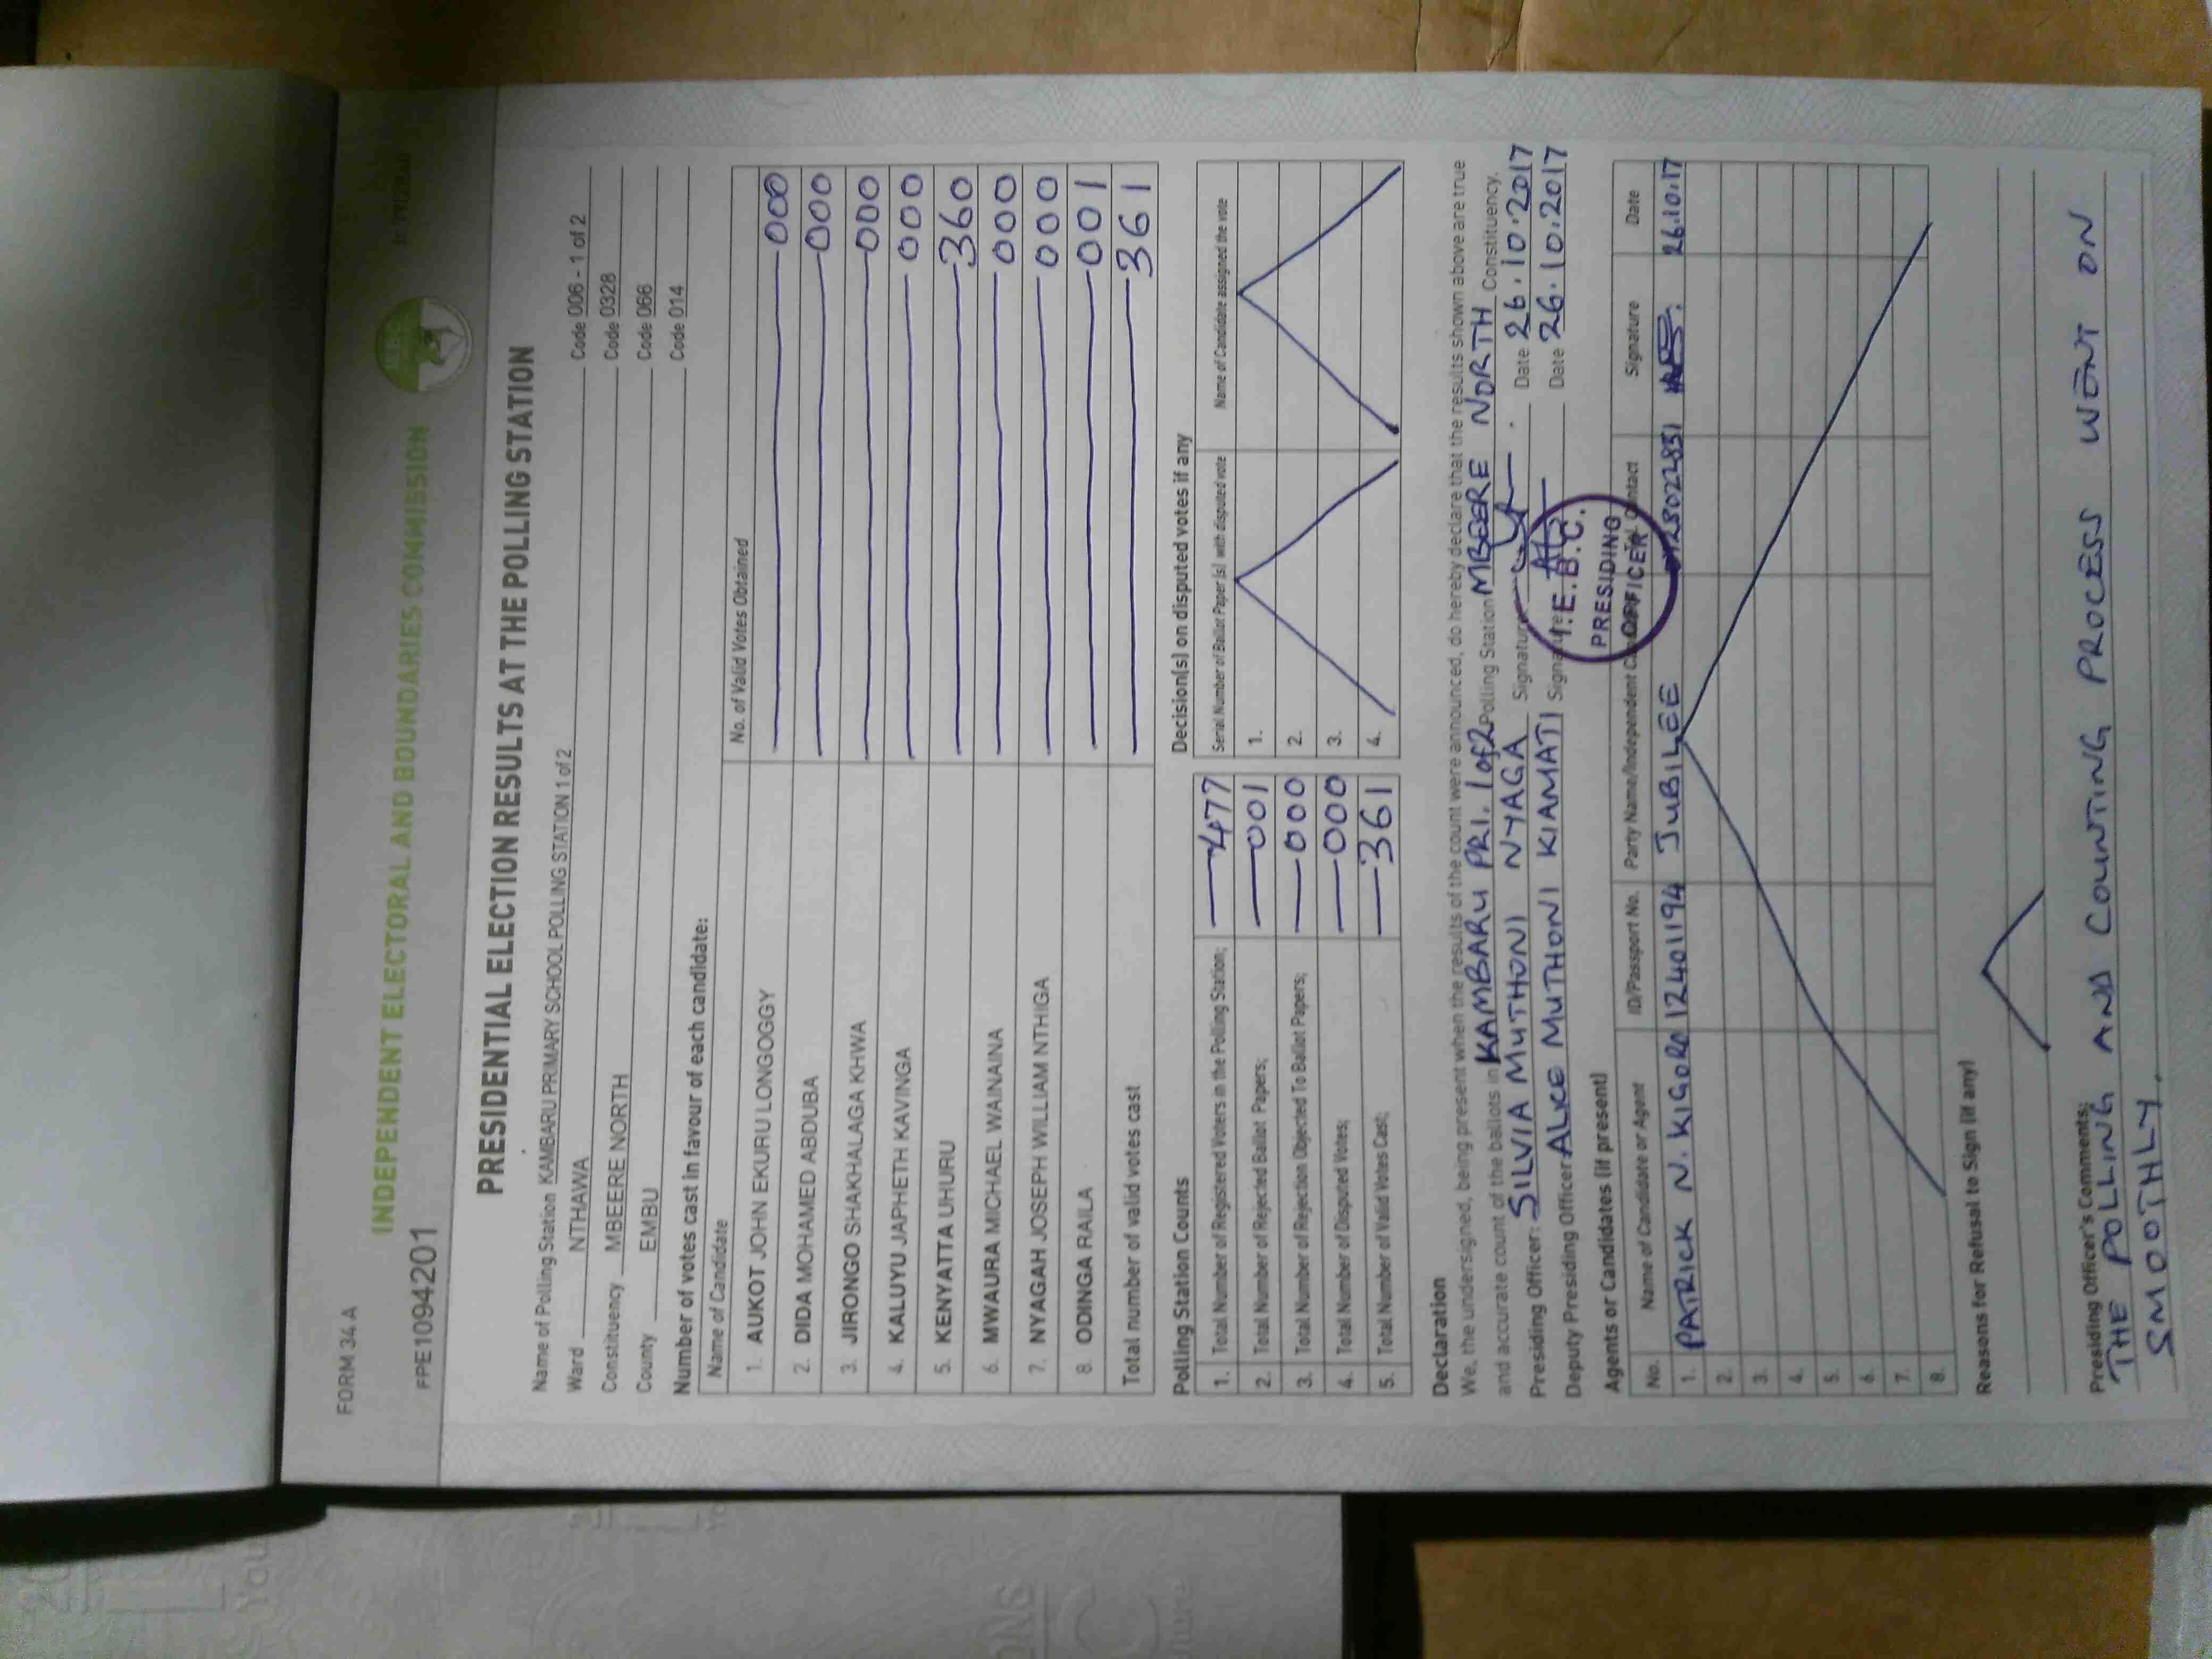 FORM 34 A
INDEPENDENT ELECTORAL AND BOUNDARIES COMMISSION
FPE1094201
PRESIDENTIAL ELECTION RESULTS AT THE POLLING STATION
Name of Polling Station KAMBARU PRIMARY SCHOOL POLLING STATION 1 of 2 Code 006 - 1 of 2
Ward NTHAWA Code 0328
Constituency MBEERE NORTH Code 066
County EMBU Code 014
Number of votes cast in favour of each candidate:
Name of Candidate No. of Valid Votes Obtained
1. AUKOT JOHN EKURU LONGOGGY 000
2. DIDA MOHAMED ABDUBA 000
3. JIRONGO SHAKHALAGA KHWA 000
4. KALUYU JAPHETH KAVINGA 000
5. KENYATTA UHURU 360
6. MWAURA MICHAEL WAINAINA 000
7. NYAGAH JOSEPH WILLIAM NTHIGA 000
8. ODINGA RAILA 001
Total number of valid votes cast 361
Polling Station Counts
1. Total Number of Registered Voters in the Polling Station; 477
2. Total Number of Rejected Ballot Papers; 001
3. Total Number of Rejection Objected To Ballot Papers; 000
4. Total Number of Disputed Votes; 000
5. Total Number of Valid Votes Cast; 361
Decision(s) on disputed votes if any
Serial Number of Ballot Paper (s) with disputed vote Name of Candidate assigned the vote
1.
2.
3.
4.
Declaration
We, the undersigned, being present when the results of the count were announced, do hereby declare that the results shown above are true
and accurate count of the ballots in KAMBARU PRI. 1 of 2 Polling Station MBEERE NORTH Constituency.
Presiding Officer: SILVIA MUTHONI NYAGA Signature Date 26.10.2017
Deputy Presiding Officer ALICE MUTHONI KIAMATI Signature Date 26.10.2017
I.E.B.C.
PRESIDING
OFFICER
Agents or Candidates (if present)
No. Name of Candidate or Agent ID/Passport No. Party Name/Independent Contact Signature Date
1. PATRICK N. KIGORO 12401194 JUBILEE 26.10.17
2.
3.
4.
5.
6.
7.
8.
Reasons for Refusal to Sign (if any)
Presiding Officer's Comments;
THE POLLING AND COUNTING PROCESS WENT ON
SMOOTHLY.